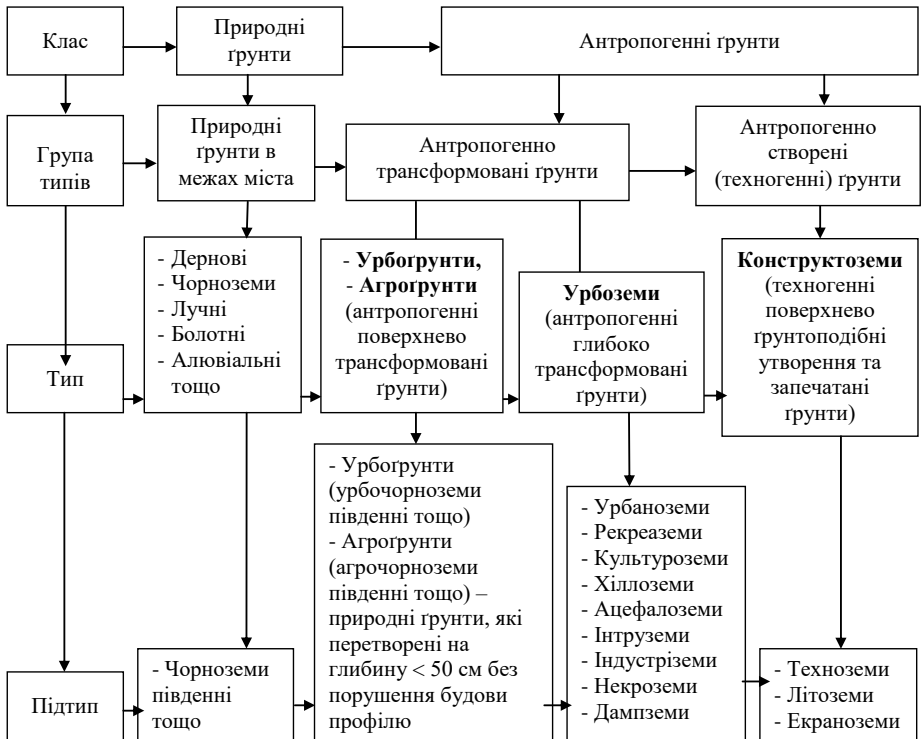 Клас
Природні
ґрунти
Антропогенні ґрунти
Група
типів
Природні
ґрунти в
межах міста
Антропогенно
трансформовані ґрунти
Антропогенно
створені
(техногенні) ґрунти
Тип
- Дернові
- Чорноземи
- Лучні
- Болотні
- Алювіальні
тощо
- Урбоґрунти,
- Агроґрунти
(антропогенні
поверхнево
трансформовані
ґрунти)
Урбоземи
(антропогенні
глибоко
трансформовані
ґрунти)
Конструктоземи
(техногенні
поверхнево
ґрунтоподібні
утворення та
запечатані
ґрунти)
Підтип
- Чорноземи
південні
тощо
- Урбоґрунти
(урбочорноземи
південні тощо)
- Агроґрунти
(агрочорноземи
південні тощо) –
природні ґрунти, які
перетворені на
глибину < 50 см без
порушення будови
профілю
- Урбаноземи
- Рекреаземи
- Культуроземи
- Хіллоземи
- Ацефалоземи
- Інтруземи
- Індустріземи
- Некроземи
- Дампземи
- Техноземи
- Літоземи
- Екраноземи